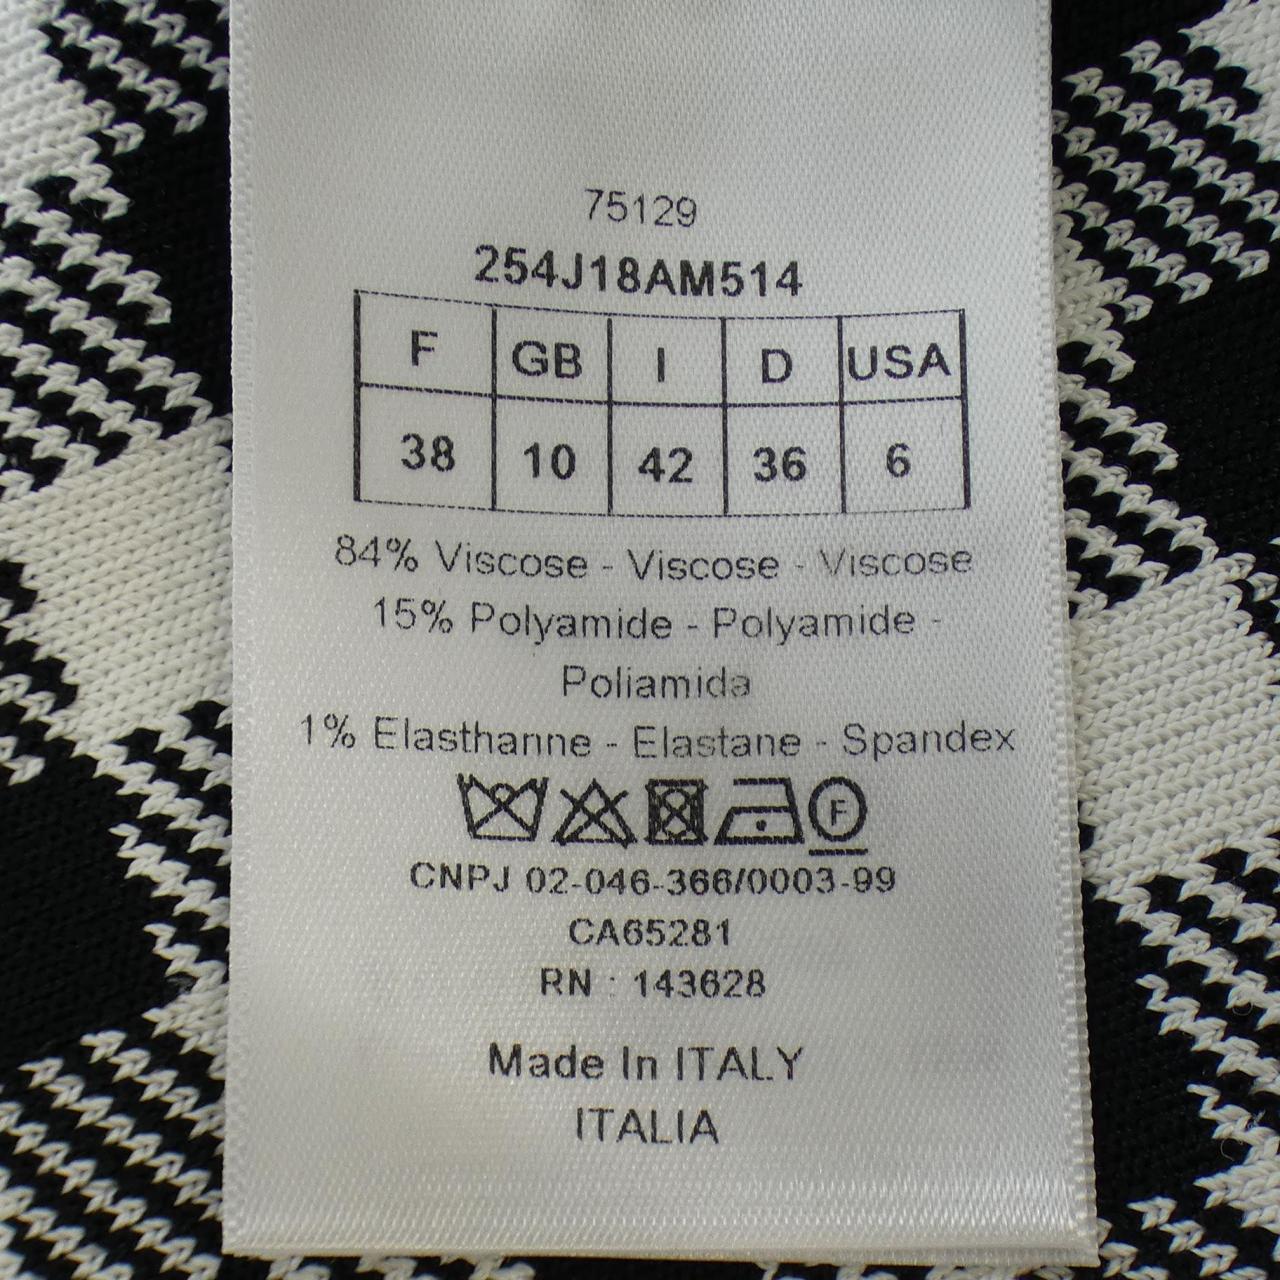 75129
254J18AM514
F GB I D USA
38 10 42 36 6
84% Viscose - Viscose - Viscose
15% Polyamide - Polyamide -
Poliamida
1% Elasthanne - Elastane - Spandex
F
CNPJ 02-046-366/0003-99
CA65281
RN : 143628
Made In ITALY
ITALIA